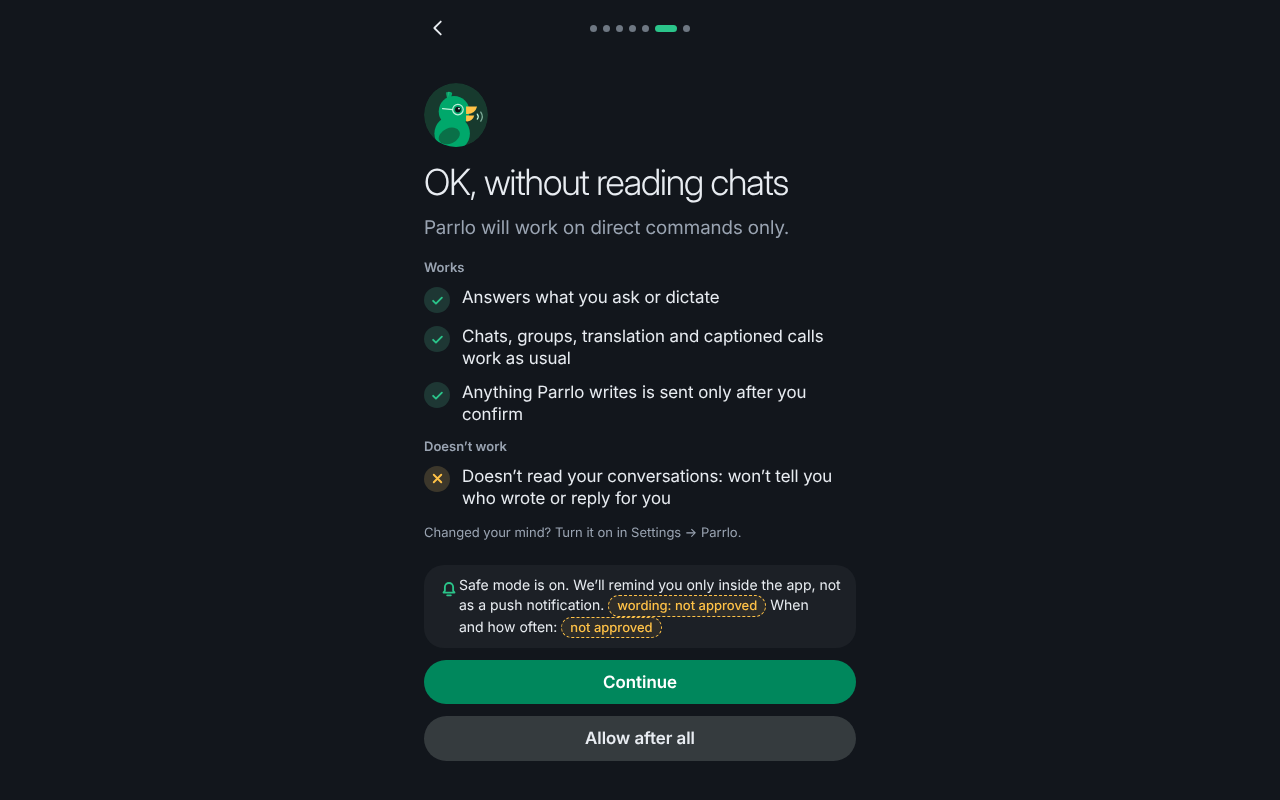 OK, without reading chats
Parrlo will work on direct commands only.
Works
Answers what you ask or dictate
Chats, groups, translation and captioned calls
work as usual
Anything Parrlo writes is sent only after you
confirm
Doesn’t work
Doesn’t read your conversations: won’t tell you
who wrote or reply for you
Changed your mind? Turn it on in Settings → Parrlo.
Safe mode is on. We’ll remind you only inside the app, not
as a push notification. wording: not approved When
and how often: not approved
Continue
Allow after all